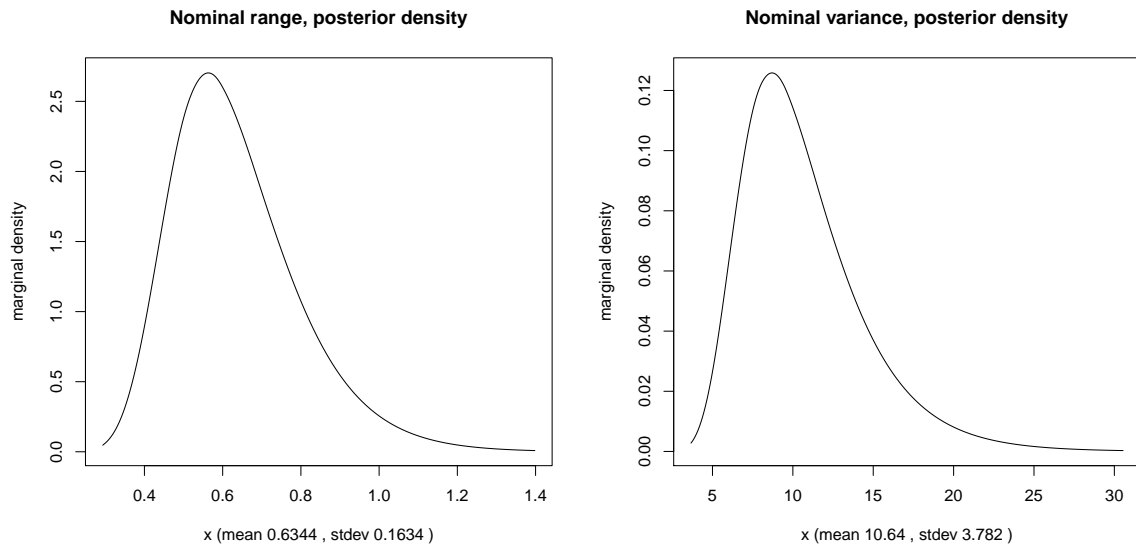 Nominal range, posterior density
marginal density
0.0 0.5 1.0 1.5 2.0 2.5
0.4 0.6 0.8 1.0 1.2 1.4
x (mean 0.6344 , stdev 0.1634 )
Nominal variance, posterior density
marginal density
0.00 0.02 0.04 0.06 0.08 0.10 0.12
5 10 15 20 25 30
x (mean 10.64 , stdev 3.782 )